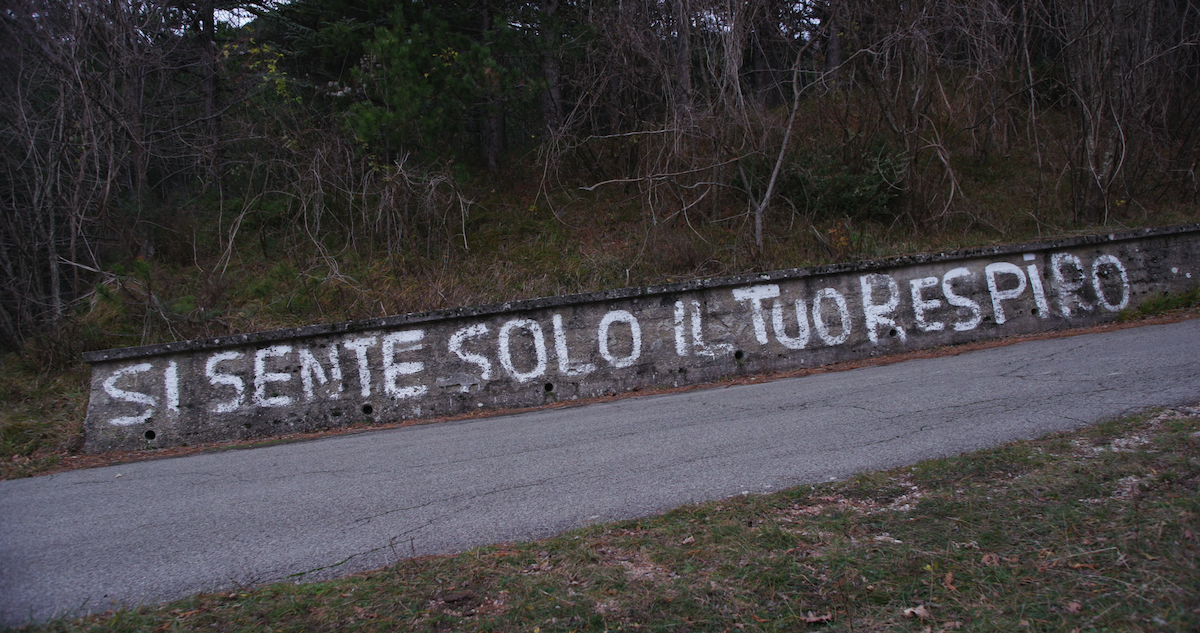 SI SENTE SOLO IL TUO RESPIRO